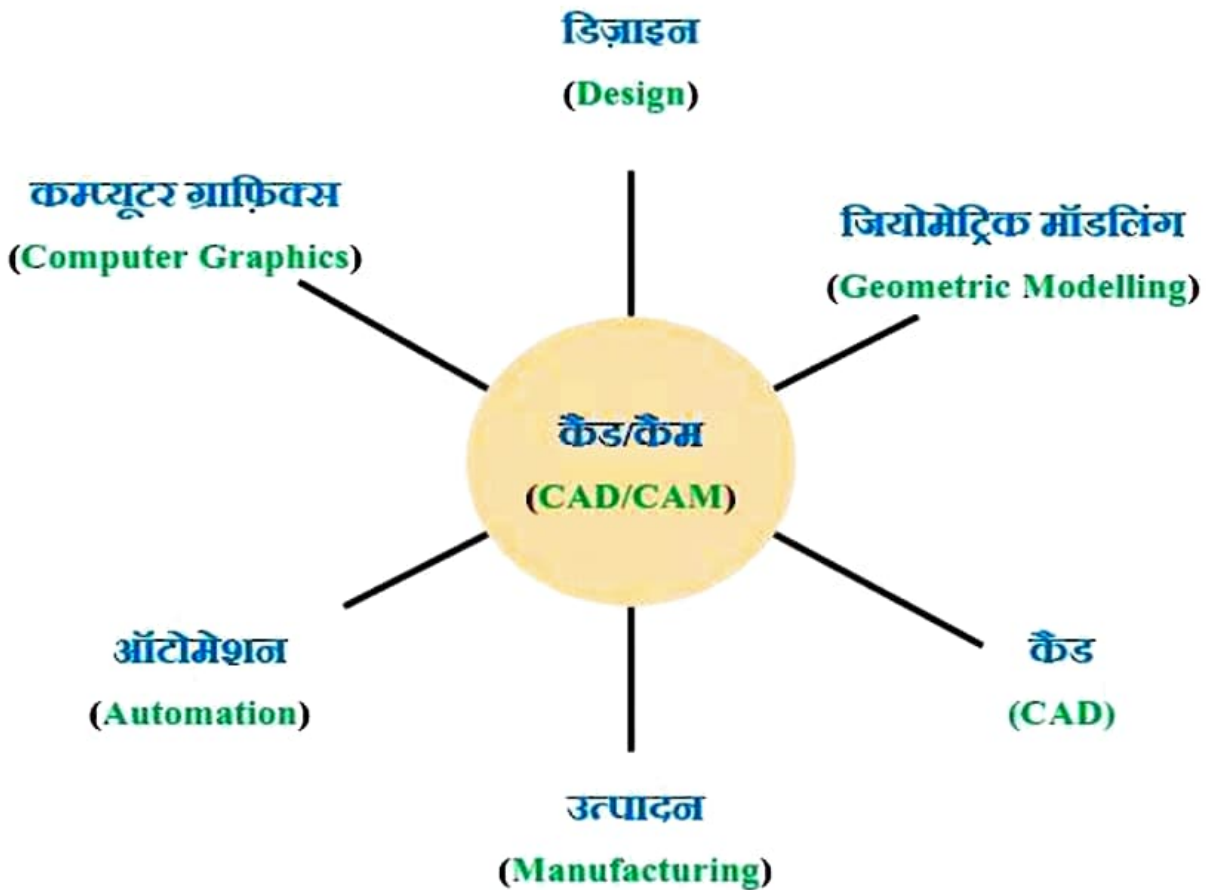 डिज़ाइन
(Design)
कम्प्यूटर ग्राफ़िक्स
(Computer Graphics)
जियोमेट्रिक मॉडलिंग
(Geometric Modelling)
कैड/कैम
(CAD/CAM)
ऑटोमेशन
(Automation)
कैड
(CAD)
उत्पादन
(Manufacturing)